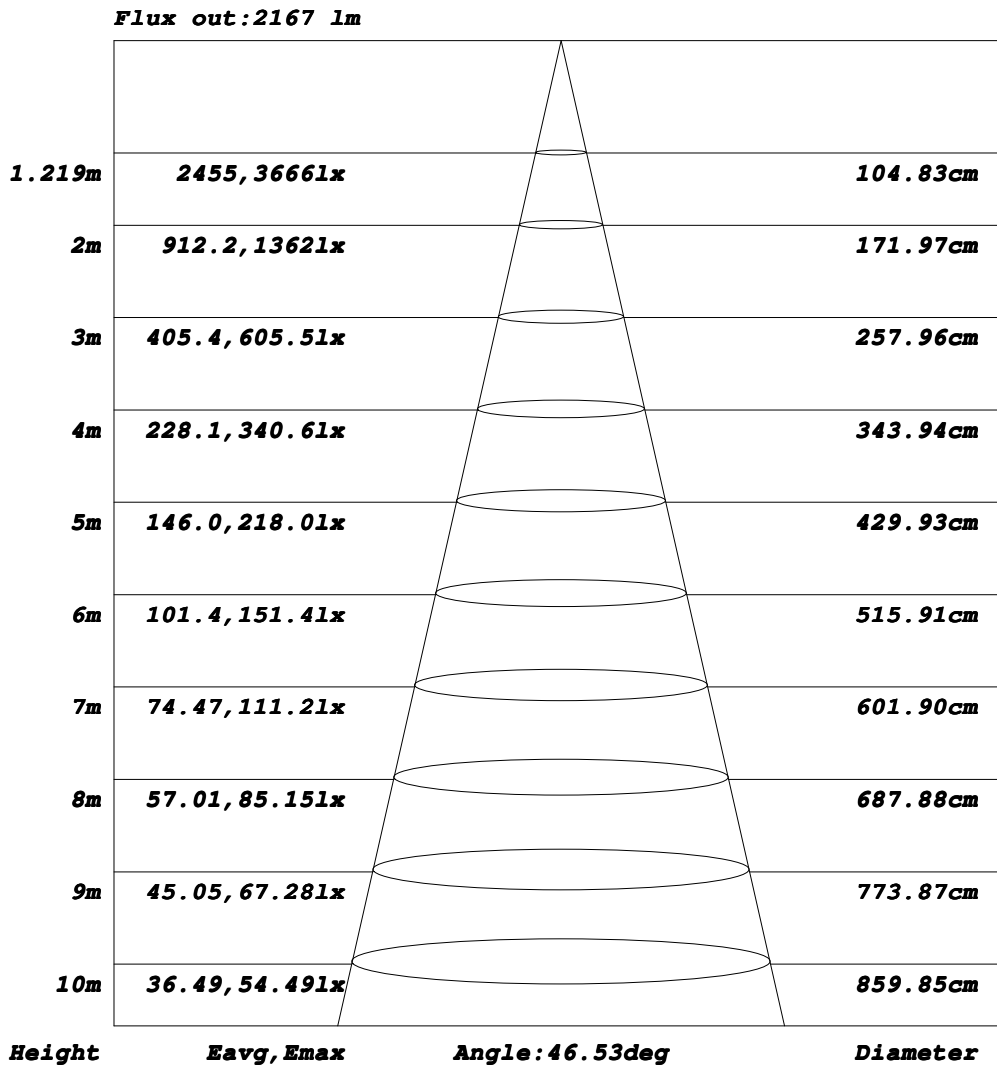 Flux out:2167 lm
1.219m 2455,3666lx 104.83cm
2m 912.2,1362lx 171.97cm
3m 405.4,605.5lx 257.96cm
4m 228.1,340.6lx 343.94cm
5m 146.0,218.0lx 429.93cm
6m 101.4,151.4lx 515.91cm
7m 74.47,111.2lx 601.90cm
8m 57.01,85.15lx 687.88cm
9m 45.05,67.28lx 773.87cm
10m 36.49,54.49lx 859.85cm
Height Eavg,Emax Angle:46.53deg Diameter